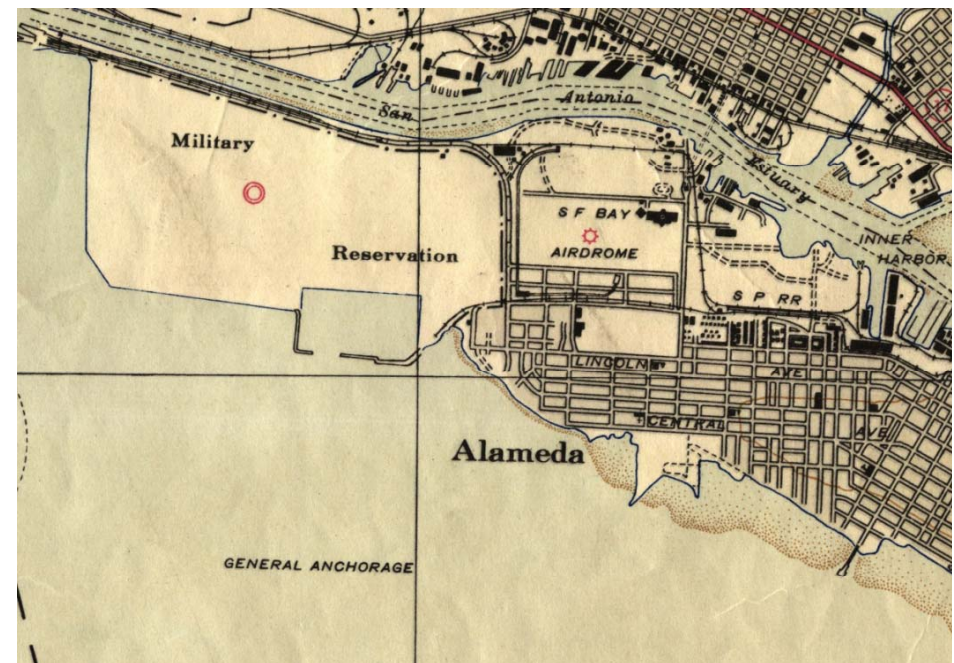 San
Antonio
Estuary
Military
Reservation
S F BAY
AIRDROME
INNER
HARBOR
S P RR
LINCOLN
AVE
CENTRAL
AVE
Alameda
GENERAL ANCHORAGE